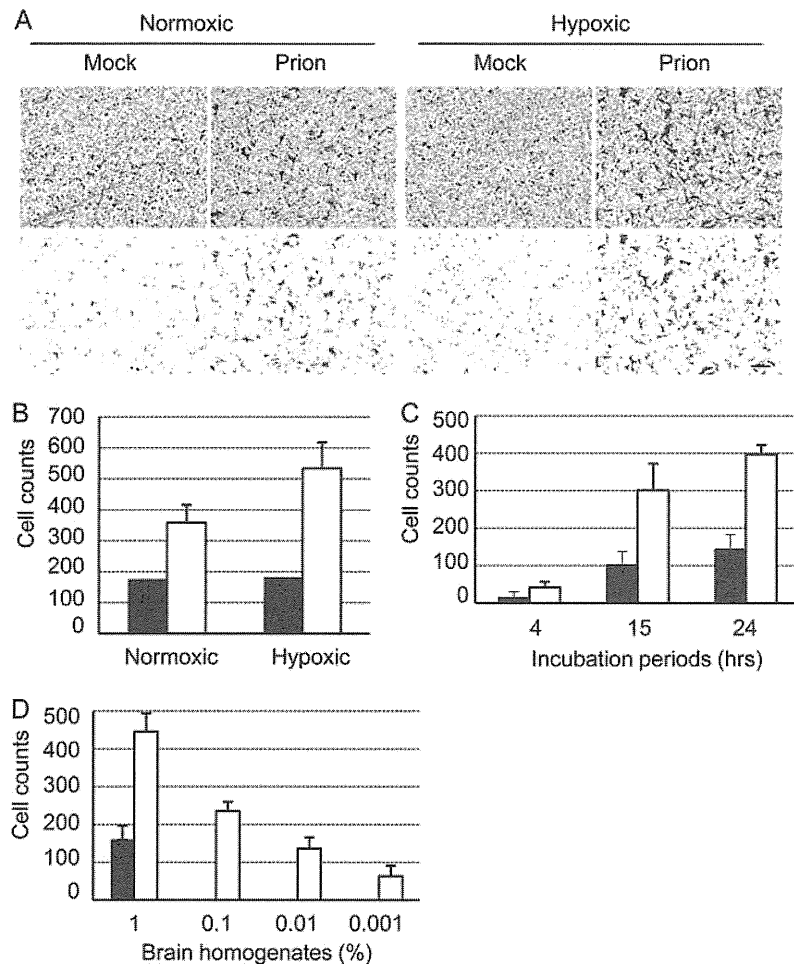 A
Normoxic Hypoxic
Mock Prion Mock Prion
B
700
600
500
400
300
200
100
0
Cell counts
Normoxic Hypoxic
C
500
400
300
200
100
0
Cell counts
4 15 24
Incubation periods (hrs)
D
500
400
300
200
100
0
Cell counts
1 0.1 0.01 0.001
Brain homogenates (%)